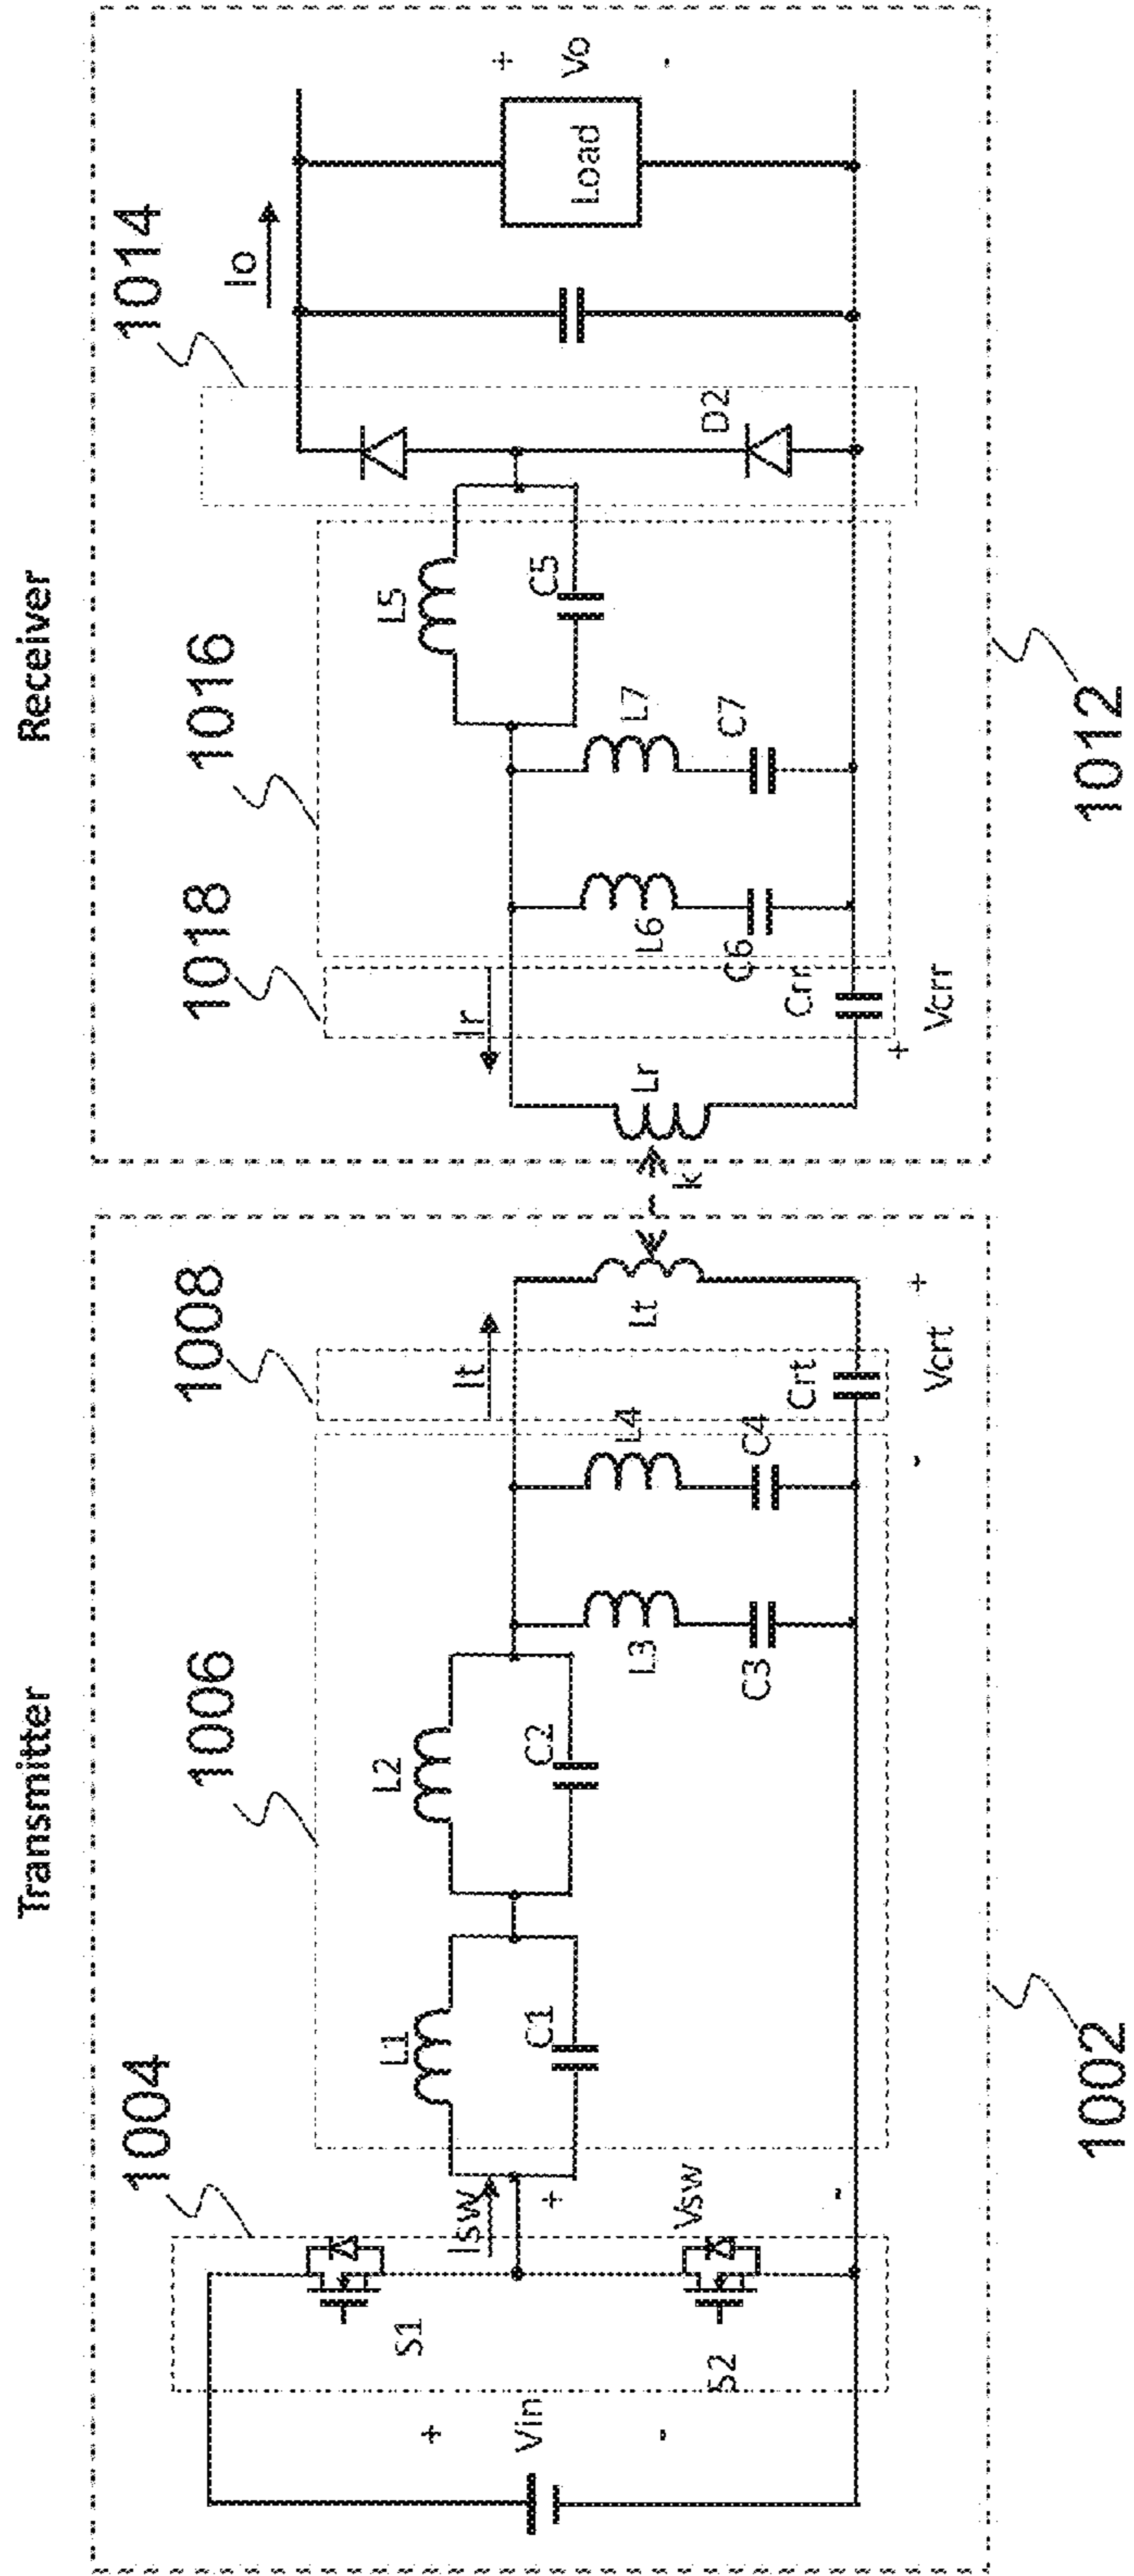 Transmitter
Receiver
1004
1006
1008
1018
1016
1014
Io
L1
L2
It
Ir
L5
Isw
+
C1
C2
C5
S1
+
Vin
-
L3
L4
Lt
k
Lr
L6
L7
D2
Load
+
Vo
-
S2
Vsw
-
C3
C4
Crt
Crr
C6
C7
-
Vcrt
+
+
Vcrr
1002
1012